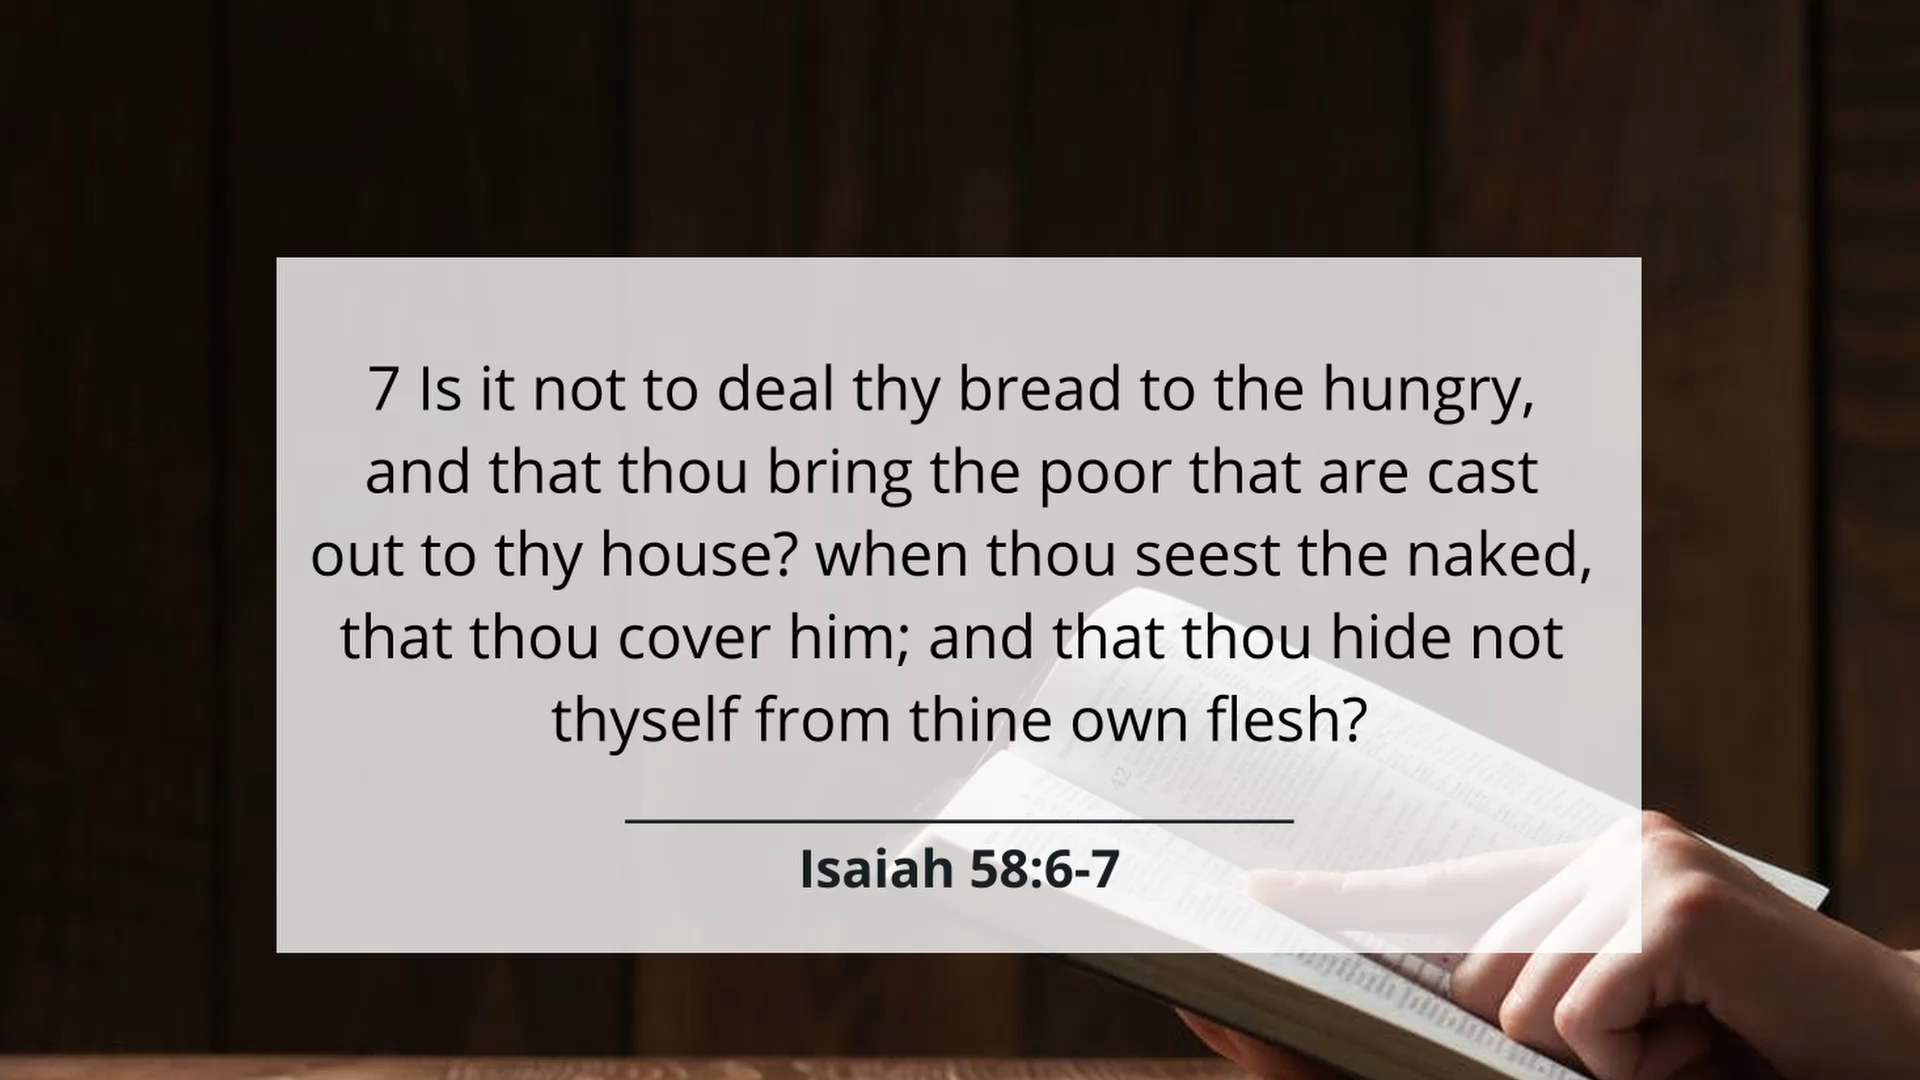 7 Is it not to deal thy bread to the hungry,
and that thou bring the poor that are cast
out to thy house? when thou seest the naked,
that thou cover him; and that thou hide not
thyself from thine own flesh?
Isaiah 58:6-7
12